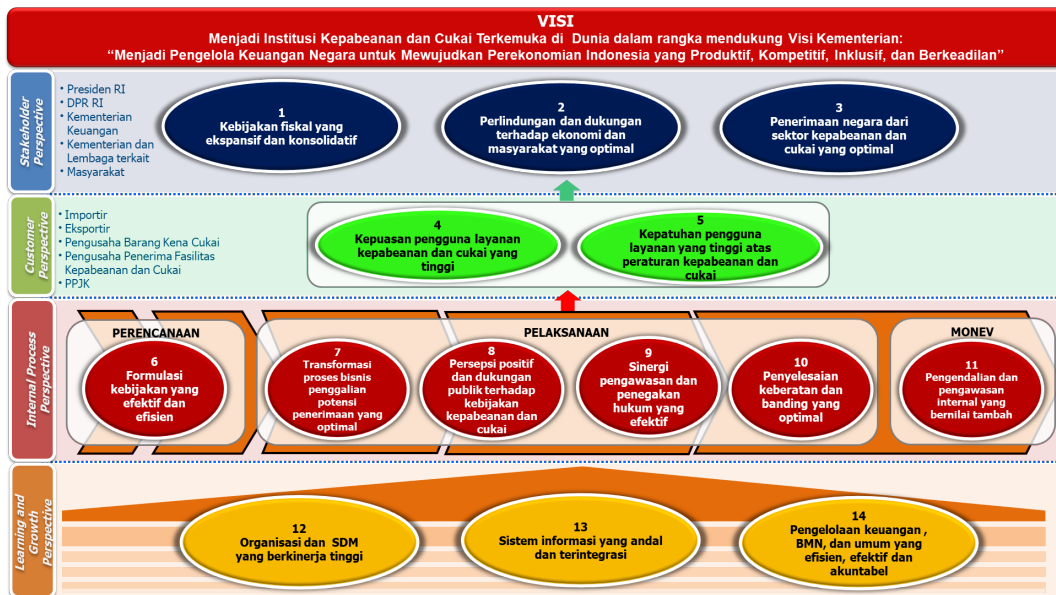 VISI
Menjadi Institusi Kepabeanan dan Cukai Terkemuka di Dunia dalam rangka mendukung Visi Kementerian:
“Menjadi Pengelola Keuangan Negara untuk Mewujudkan Perekonomian Indonesia yang Produktif, Kompetitif, Inklusif, dan Berkeadilan”
Stakeholder
Perspective
• Presiden RI
• DPR RI
• Kementerian
Keuangan
• Kementerian dan
Lembaga terkait
• Masyarakat
1
Kebijakan fiskal yang
ekspansif dan konsolidatif
2
Perlindungan dan dukungan
terhadap ekonomi dan
masyarakat yang optimal
3
Penerimaan negara dari
sektor kepabeanan dan
cukai yang optimal
Customer
Perspective
• Importir
• Eksportir
• Pengusaha Barang Kena Cukai
• Pengusaha Penerima Fasilitas
Kepabeanan dan Cukai
• PPJK
4
Kepuasan pengguna layanan
kepabeanan dan cukai yang
tinggi
5
Kepatuhan pengguna
layanan yang tinggi atas
peraturan kepabeanan dan
cukai
Internal Process
Perspective
PERENCANAAN
6
Formulasi
kebijakan yang
efektif dan
efisien
PELAKSANAAN
7
Transformasi
proses bisnis
penggalian
potensi
penerimaan yang
optimal
8
Persepsi positif
dan dukungan
publik terhadap
kebijakan
kepabeanan dan
cukai
9
Sinergi
pengawasan dan
penegakan
hukum yang
efektif
10
Penyelesaian
keberatan dan
banding yang
optimal
MONEV
11
Pengendalian dan
pengawasan
internal yang
bernilai tambah
Learning and
Growth
Perspective
12
Organisasi dan SDM
yang berkinerja tinggi
13
Sistem informasi yang andal
dan terintegrasi
14
Pengelolaan keuangan ,
BMN, dan umum yang
efisien, efektif dan
akuntabel